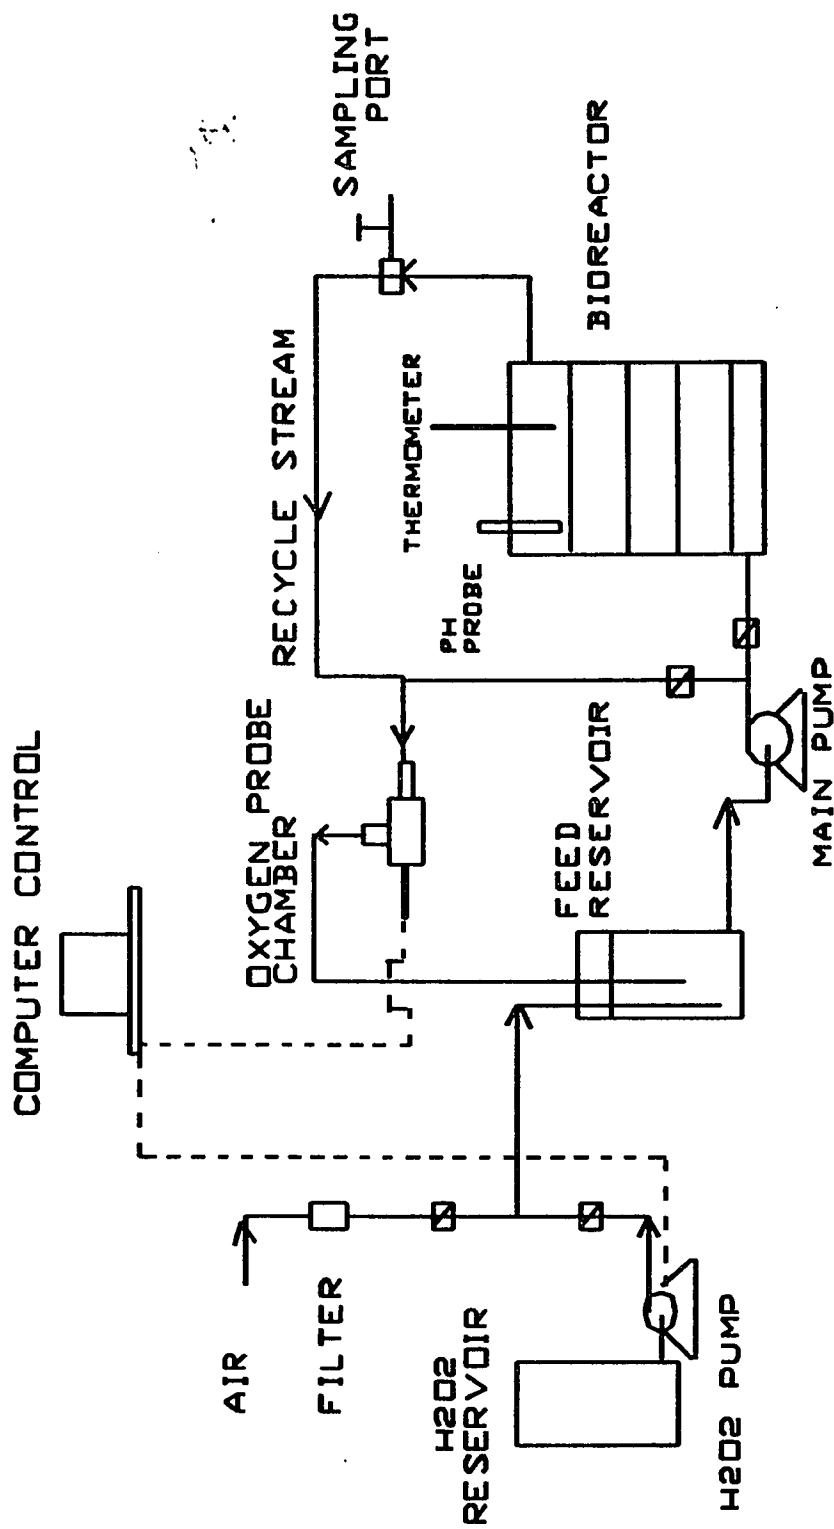 COMPUTER CONTROL
AIR
FILTER
H2O2
RESERVOIR
H2O2 PUMP
OXYGEN PROBE
CHAMBER
FEED
RESERVOIR
MAIN PUMP
RECYCLE STREAM
PH
PROBE
THERMOMETER
BIOREACTOR
SAMPLING
PORT